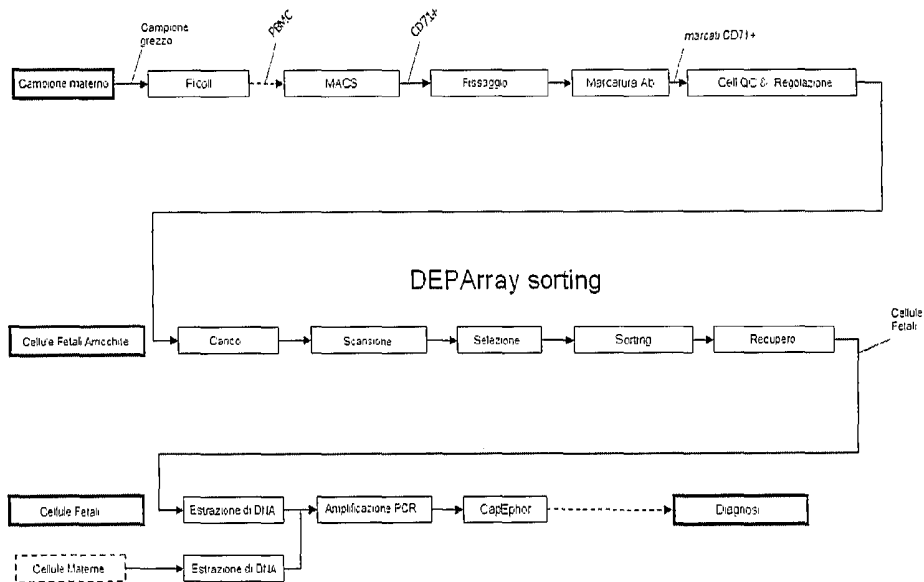 Campione
grezzo
PBMC
CD71+
marcati CD71+
Campione materno
Ficoll
MACS
Fissaggio
Marcatura Ab
Cell QC & Regolazione
DEPArray sorting
Cellule
Fetali
Cellule Fetali Arricchite
Carico
Scansione
Selezione
Sorting
Recupero
Cellule Fetali
Estrazione di DNA
Amplificazione PCR
CapEphor
Diagnosi
Cellule Materne
Estrazione di DNA